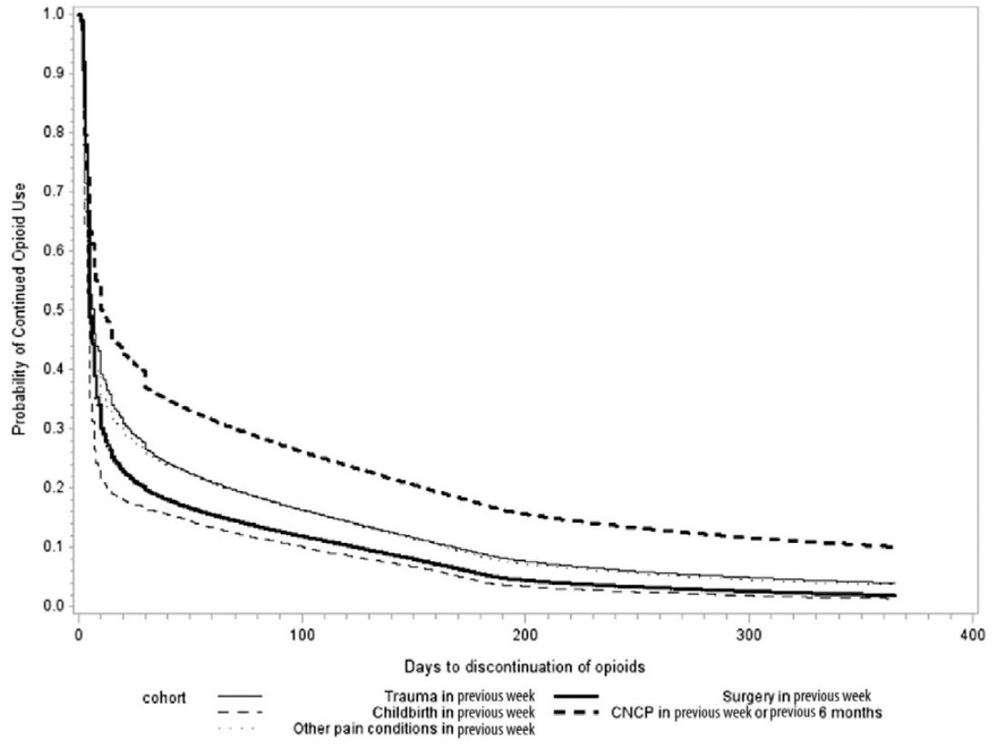 1.0
0.9
0.8
0.7
0.6
0.5
0.4
0.3
0.2
0.1
0.0
Probability of Continued Opioid Use
0 100 200 300 400
Days to discontinuation of opioids
cohort Trauma in previous week Surgery in previous week
Childbirth in previous week CNCP in previous week or previous 6 months
Other pain conditions in previous week